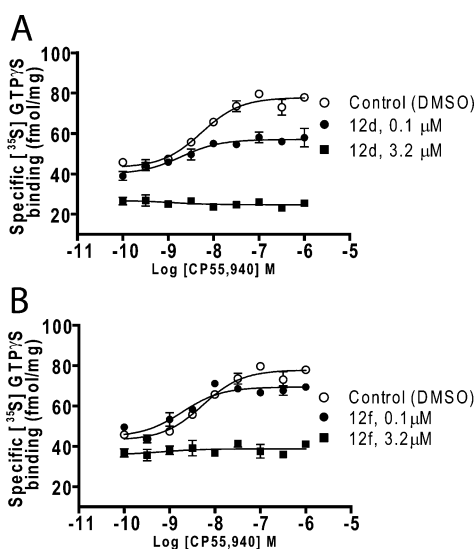 A
Specific [³⁵S] GTPγS
binding (fmol/mg)
100
80
60
40
20
-11 -10 -9 -8 -7 -6 -5
Log [CP55,940] M
Control (DMSO)
12d, 0.1 μM
12d, 3.2 μM
B
Specific [³⁵S] GTPγS
binding (fmol/mg)
100
80
60
40
20
-11 -10 -9 -8 -7 -6 -5
Log [CP55,940] M
Control (DMSO)
12f, 0.1μM
12f, 3.2μM